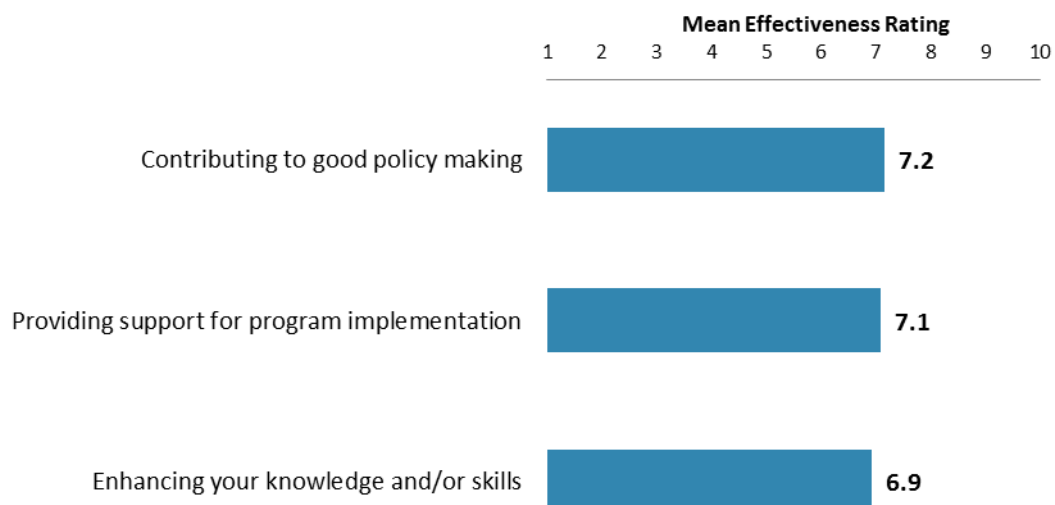 Mean Effectiveness Rating
1 2 3 4 5 6 7 8 9 10
Contributing to good policy making 7.2
Providing support for program implementation 7.1
Enhancing your knowledge and/or skills 6.9